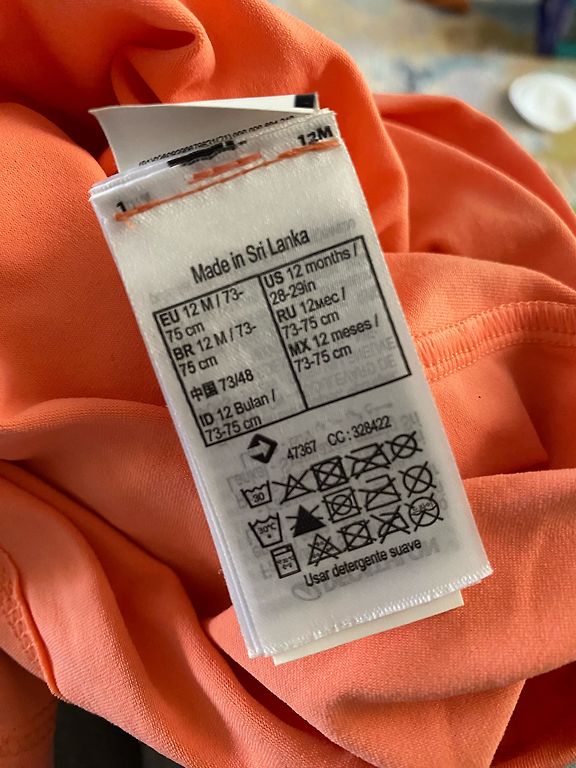 12M
Made in Sri Lanka
EU 12 M / 73-
75 cm
BR 12 M / 73-
75 cm
中国 73/48
ID 12 Bulan /
73-75 cm
US 12 months /
28-29in
RU 12мес /
73-75 cm
MX 12 meses /
73-75 cm
47367 CC : 328422
30
30°C
Usar detergente suave